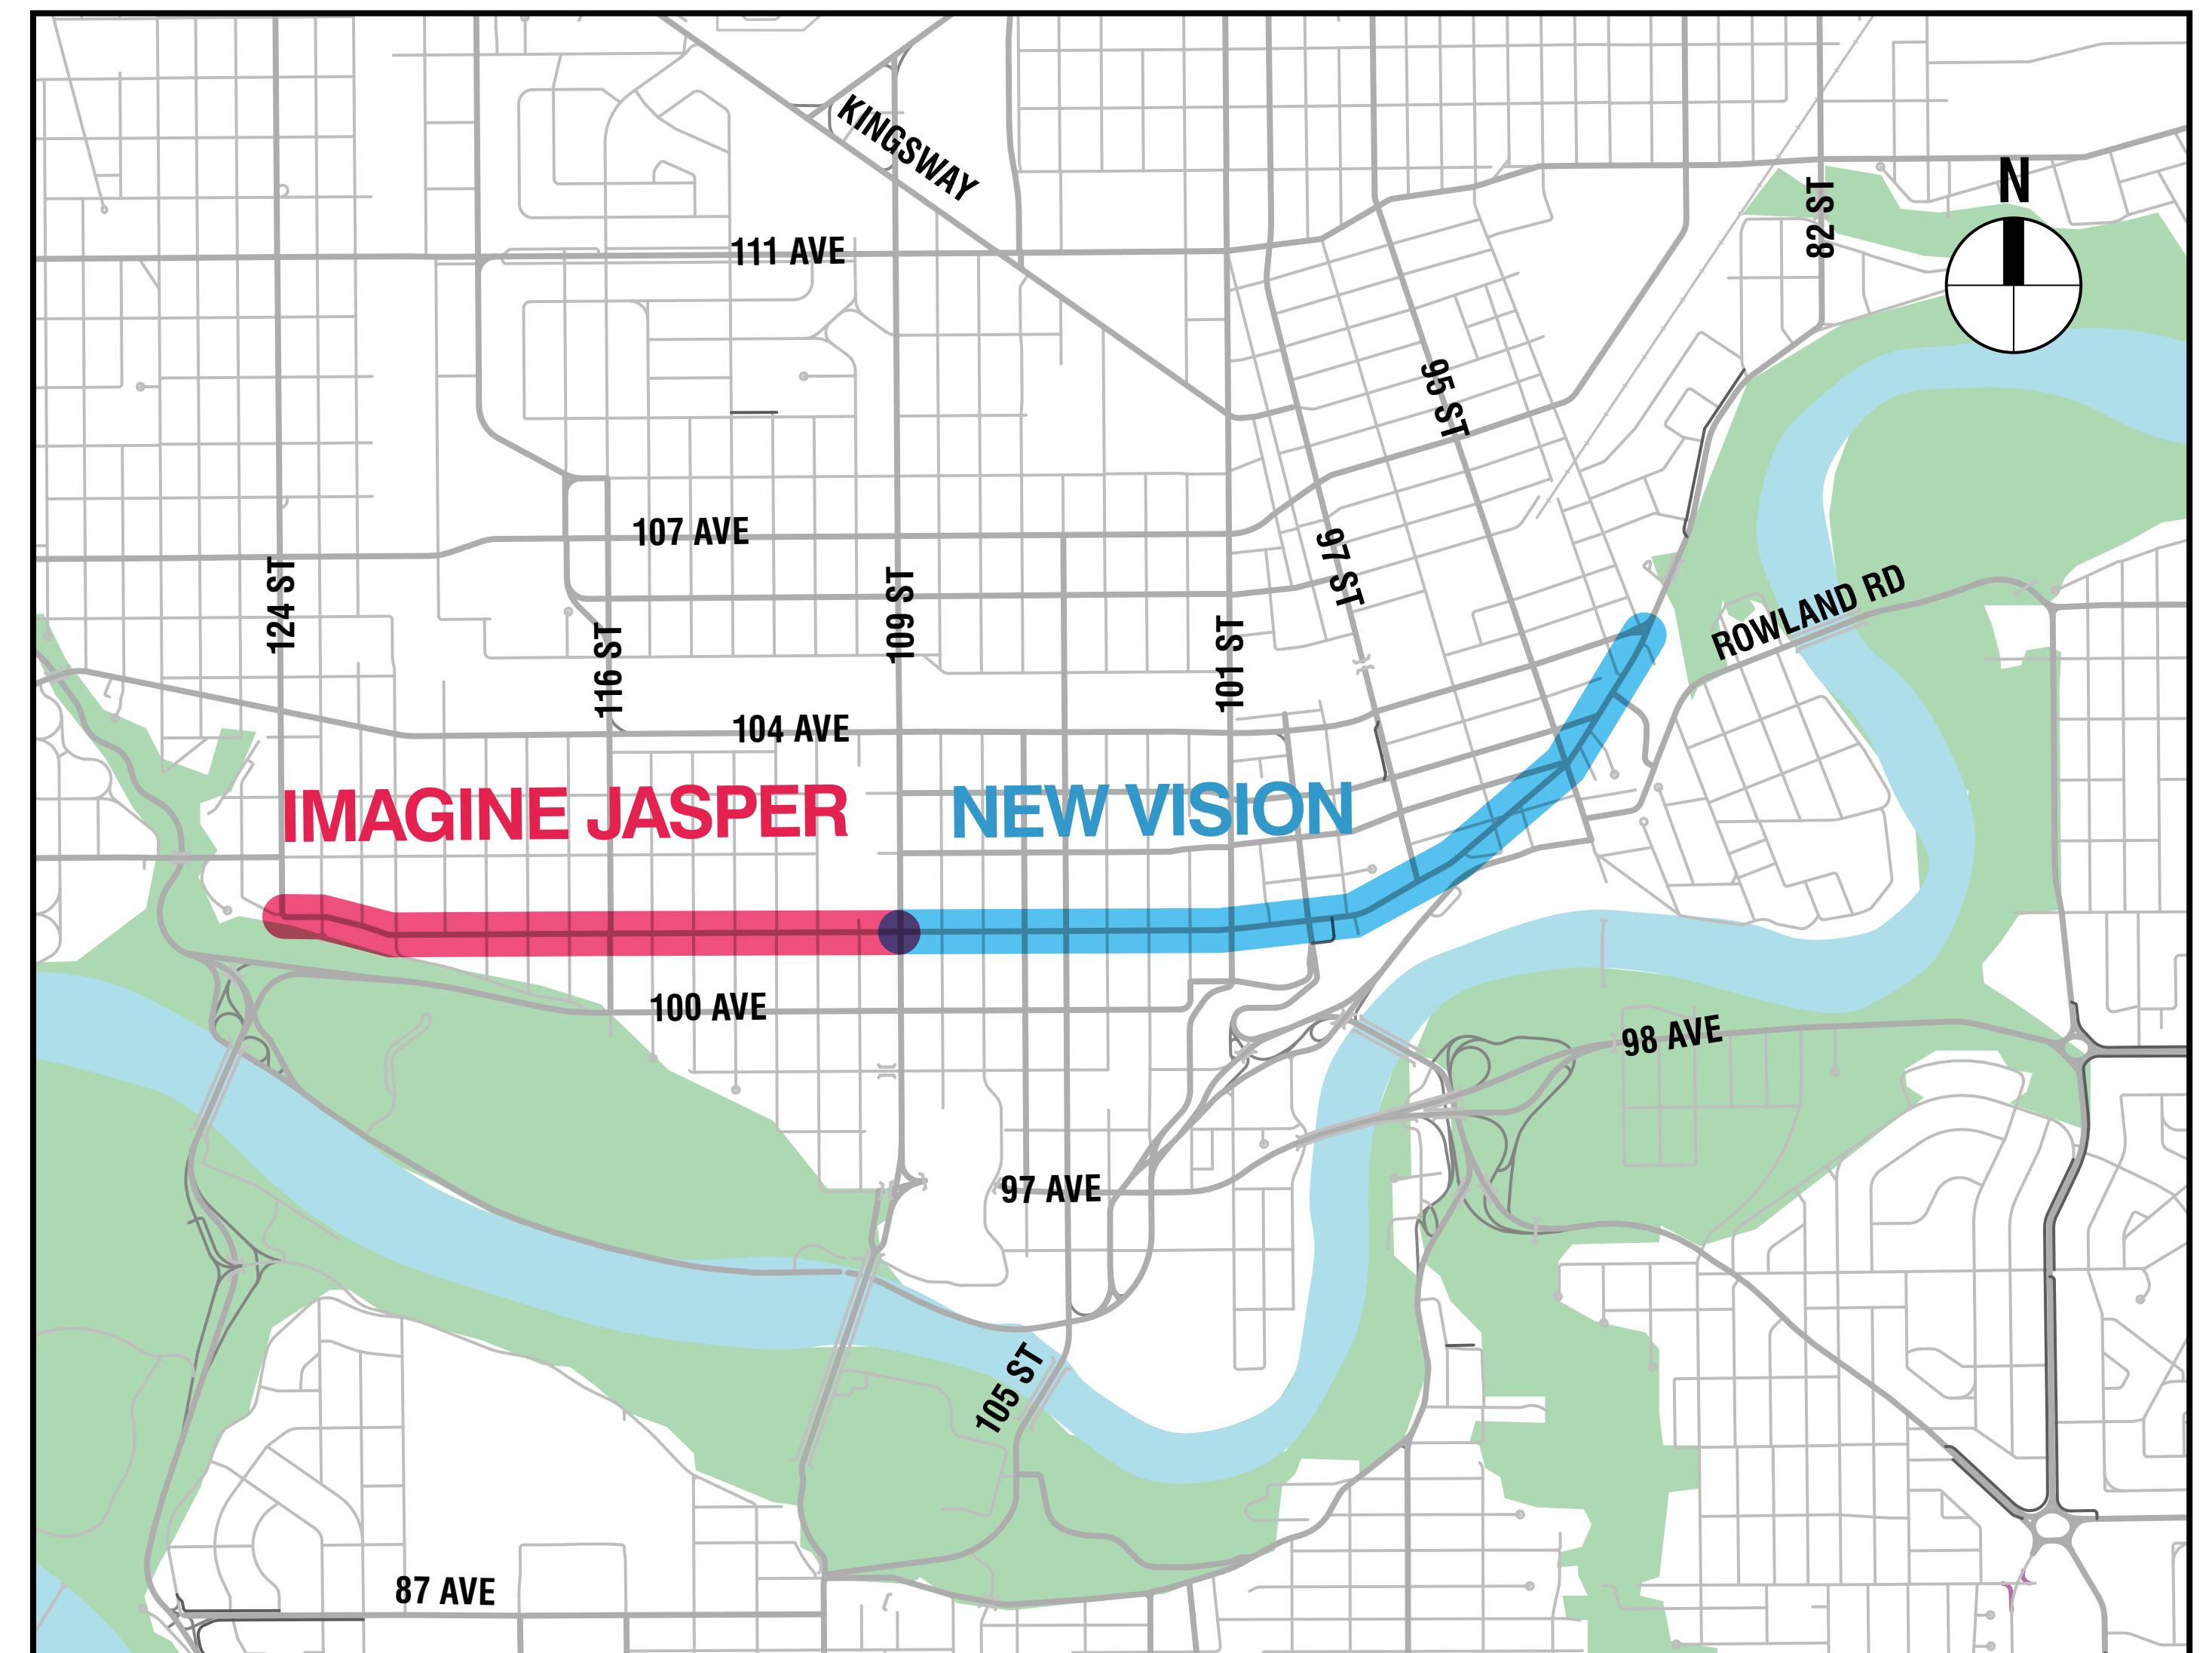 KINGSWAY
N
82 ST
111 AVE
95 ST
107 AVE
97 ST
124 ST
109 ST
ROWLAND RD
116 ST
101 ST
104 AVE
IMAGINE JASPER
NEW VISION
100 AVE
98 AVE
97 AVE
105 ST
87 AVE